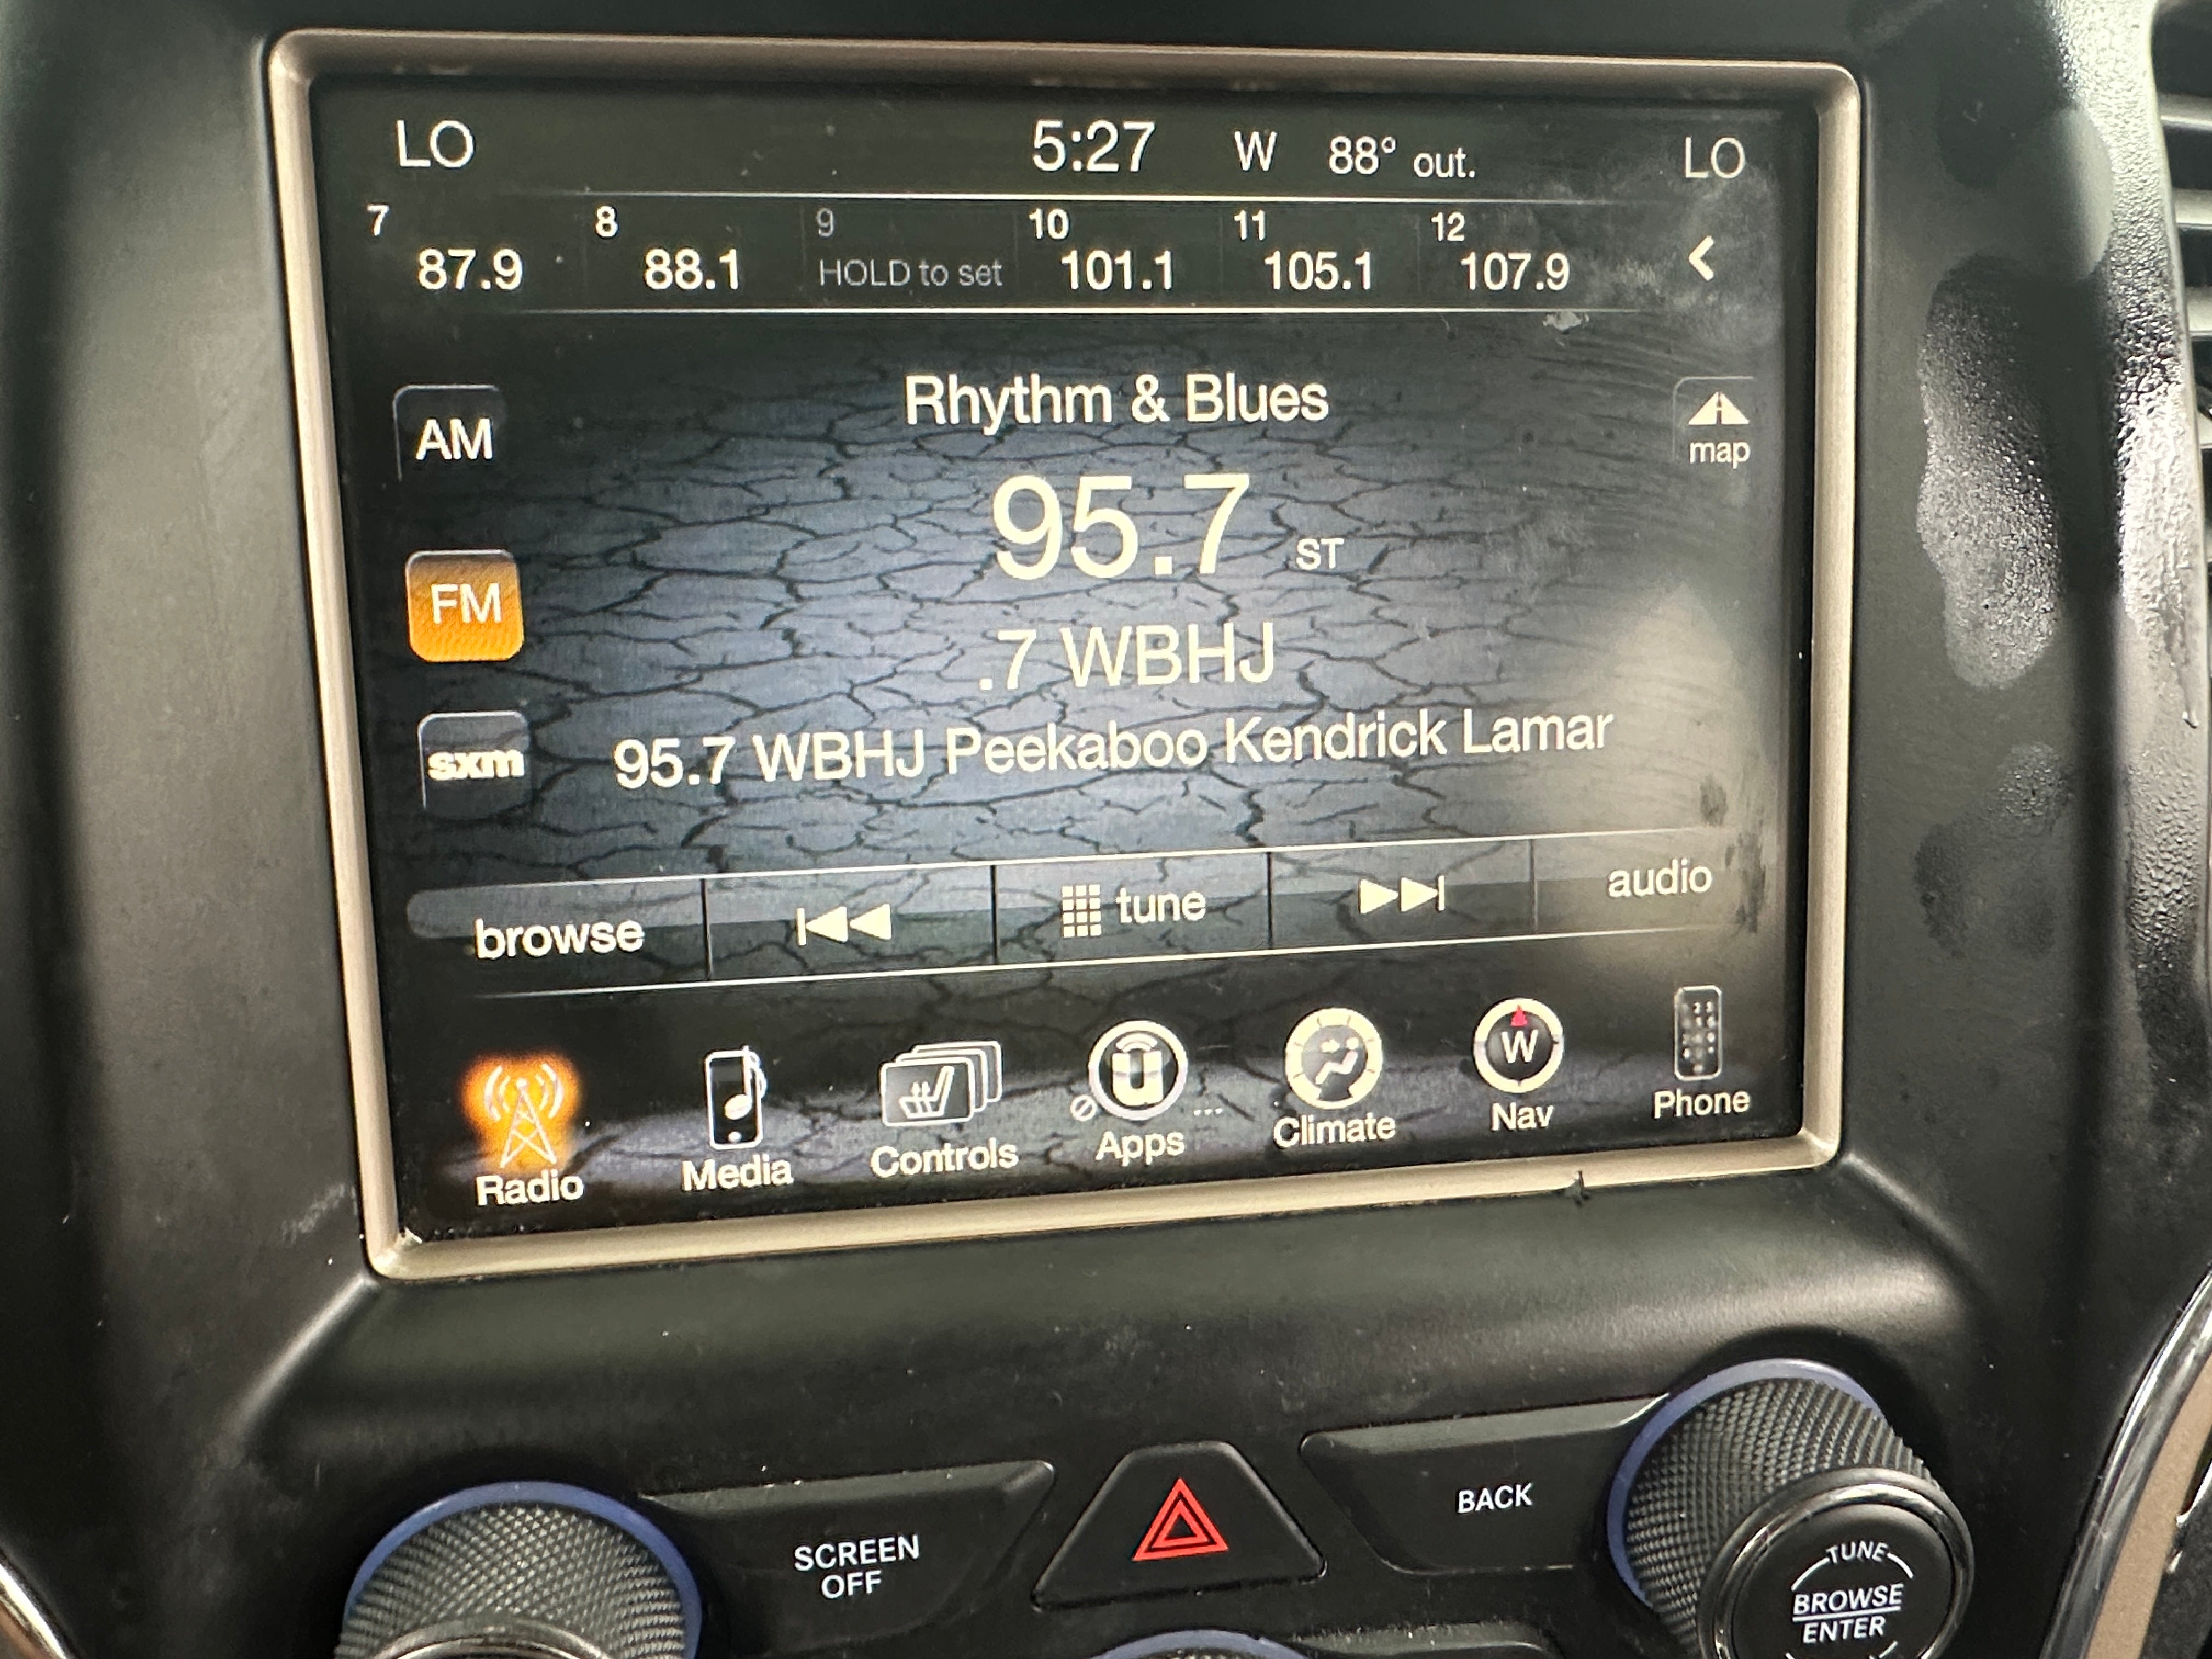 LO 5:27 W 88° out. LO
7 8 9 10 11 12
87.9 88.1 HOLD to set 101.1 105.1 107.9
Rhythm & Blues
AM
map
95.7 ST
FM
.7 WBHJ
sxm
95.7 WBHJ Peekaboo Kendrick Lamar
browse tune audio
W
Radio Media Controls Apps Climate Nav Phone
SCREEN
OFF
BACK
TUNE
BROWSE
ENTER